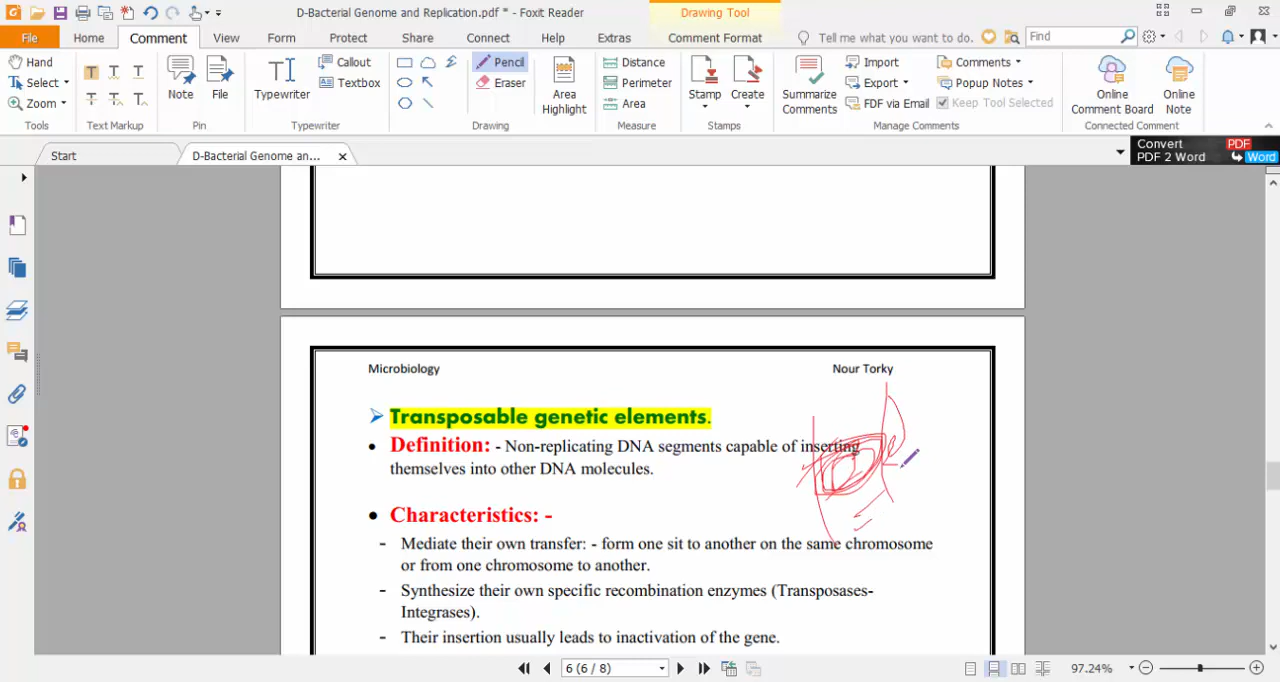 D-Bacterial Genome and Replication.pdf * - Foxit Reader
Drawing Tool
File Home Comment View Form Protect Share Connect Help Extras Comment Format Tell me what you want to do. Find
Hand Select Zoom Tools
T T T T T T Text Markup
Note File Pin
Typewriter Callout Textbox Typewriter
Pencil Eraser Area Highlight Drawing
Distance Perimeter Area Measure
Stamp Create Stamps
Summarize Comments Import Export FDF via Email Comments Popup Notes Keep Tool Selected Manage Comments
Online Comment Board Online Note Connected Comment
Start D-Bacterial Genome an...
Convert PDF
PDF 2 Word Word
Microbiology Nour Torky
Transposable genetic elements.
• Definition: - Non-replicating DNA segments capable of inserting
themselves into other DNA molecules.
• Characteristics: -
- Mediate their own transfer: - form one sit to another on the same chromosome
or from one chromosome to another.
- Synthesize their own specific recombination enzymes (Transposases-
Integrases).
- Their insertion usually leads to inactivation of the gene.
6 (6 / 8) 97.24%